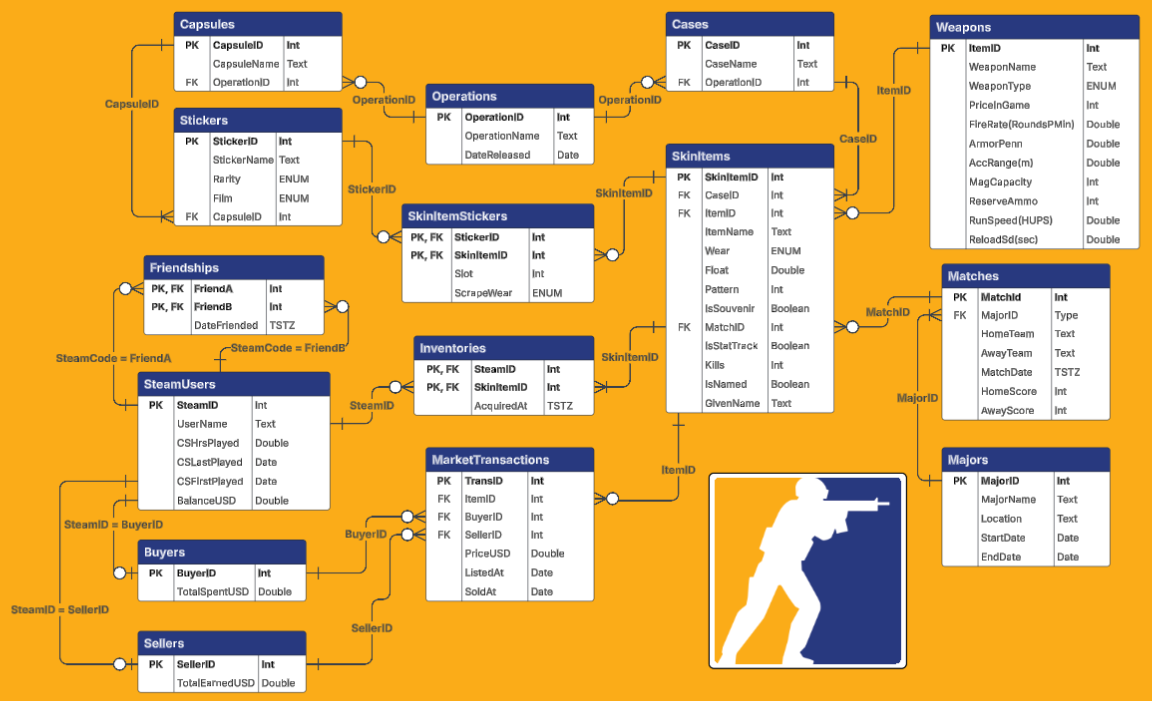 Capsules
PK CapsuleID Int
CapsuleName Text
FK OperationID Int
Cases
PK CaseID Int
CaseName Text
FK OperationID Int
Weapons
PK ItemID Int
WeaponName Text
WeaponType ENUM
PriceInGame Int
FireRate(RoundsPMin) Double
ArmorPenn Double
AccRange(m) Double
MagCapacity Int
ReserveAmmo Int
RunSpeed(HUPS) Double
ReloadSd(sec) Double
Operations
PK OperationID Int
OperationName Text
DateReleased Date
CapsuleID
OperationID
OperationID
ItemID
CaseID
Stickers
PK StickerID Int
StickerName Text
Rarity ENUM
Film ENUM
FK CapsuleID Int
StickerID
SkinItemID
SkinItems
PK SkinItemID Int
FK CaseID Int
FK ItemID Int
ItemName Text
Wear ENUM
Float Double
Pattern Int
IsSouvenir Boolean
FK MatchID Int
IsStatTrack Boolean
Kills Int
IsNamed Boolean
GivenName Text
SkinItemStickers
PK, FK StickerID Int
PK, FK SkinItemID Int
Slot Int
ScrapeWear ENUM
Friendships
PK, FK FriendA Int
PK, FK FriendB Int
DateFriended TSTZ
Matches
PK MatchId Int
FK MajorID Type
HomeTeam Text
AwayTeam Text
MatchDate TSTZ
HomeScore Int
AwayScore Int
MatchID
SteamCode = FriendB
SteamCode = FriendA
Inventories
PK, FK SteamID Int
PK, FK SkinItemID Int
AcquiredAt TSTZ
SkinItemID
SteamUsers
PK SteamID Int
UserName Text
CSHrsPlayed Double
CSLastPlayed Date
CSFirstPlayed Date
BalanceUSD Double
SteamID
MajorID
MarketTransactions
PK TransID Int
FK ItemID Int
FK BuyerID Int
FK SellerID Int
PriceUSD Double
ListedAt Date
SoldAt Date
ItemID
Majors
PK MajorID Int
MajorName Text
Location Text
StartDate Date
EndDate Date
SteamID = BuyerID
BuyerID
Buyers
PK BuyerID Int
TotalSpentUSD Double
SteamID = SellerID
SellerID
Sellers
PK SellerID Int
TotalEarnedUSD Double